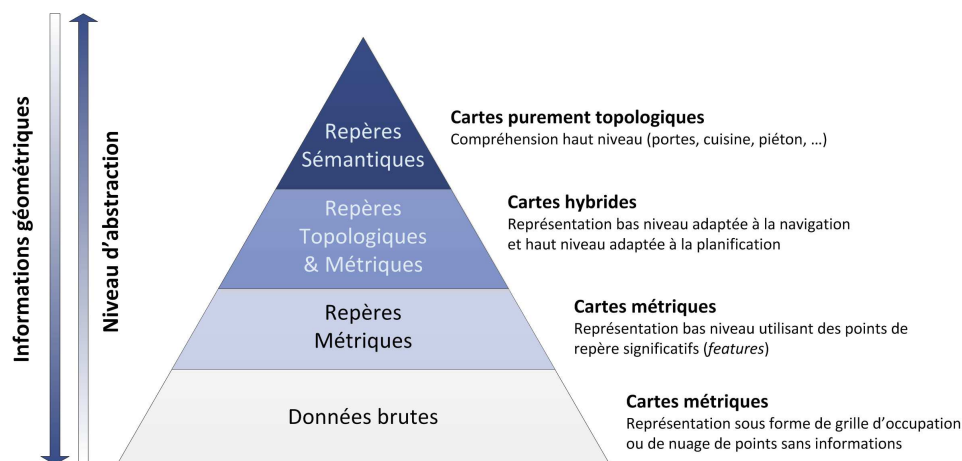 Informations géométriques
Niveau d'abstraction
Repères
Sémantiques
Cartes purement topologiques
Compréhension haut niveau (portes, cuisine, piéton, …)
Repères
Topologiques
& Métriques
Cartes hybrides
Représentation bas niveau adaptée à la navigation
et haut niveau adaptée à la planification
Repères
Métriques
Cartes métriques
Représentation bas niveau utilisant des points de
repère significatifs (features)
Données brutes
Cartes métriques
Représentation sous forme de grille d'occupation
ou de nuage de points sans informations